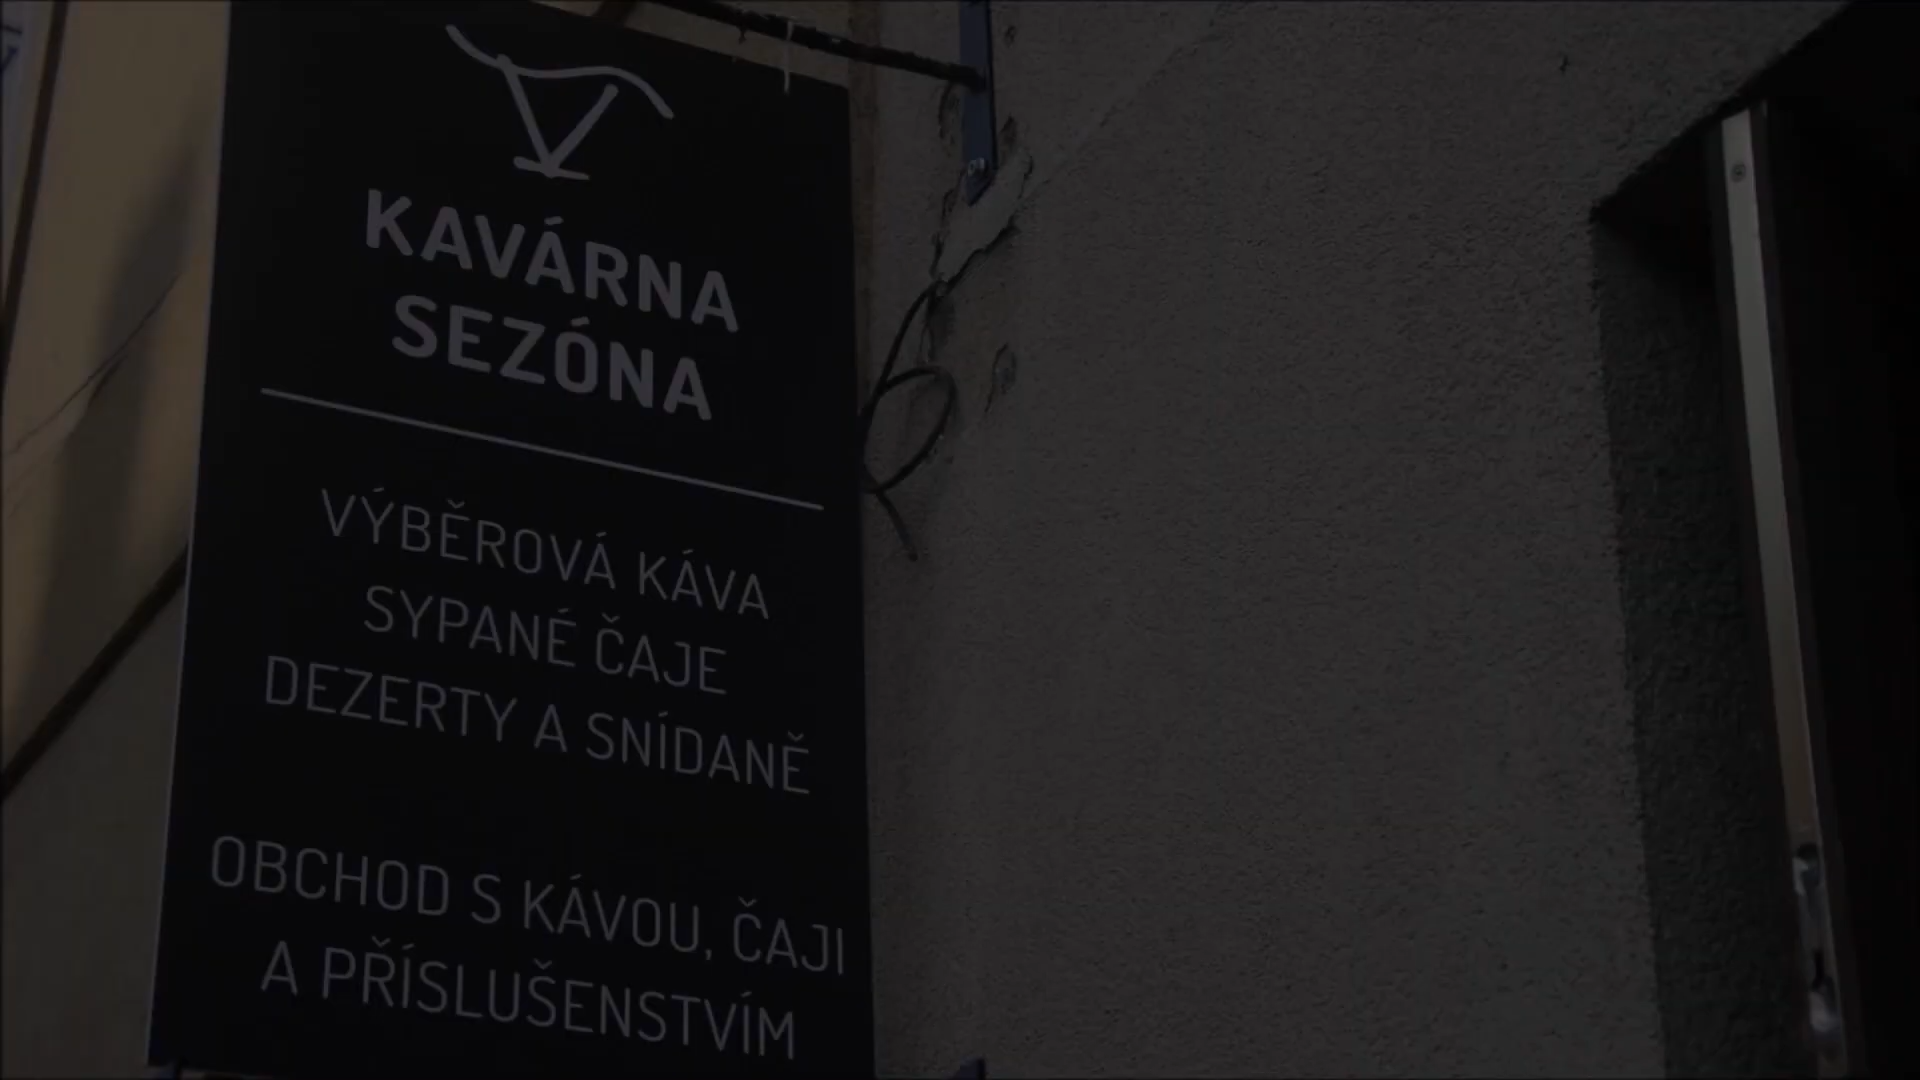 KAVÁRNA
SEZÓNA
VÝBĚROVÁ KÁVA
SYPANÉ ČAJE
DEZERTY A SNÍDANĚ
OBCHOD S KÁVOU, ČAJI
A PŘÍSLUŠENSTVÍM